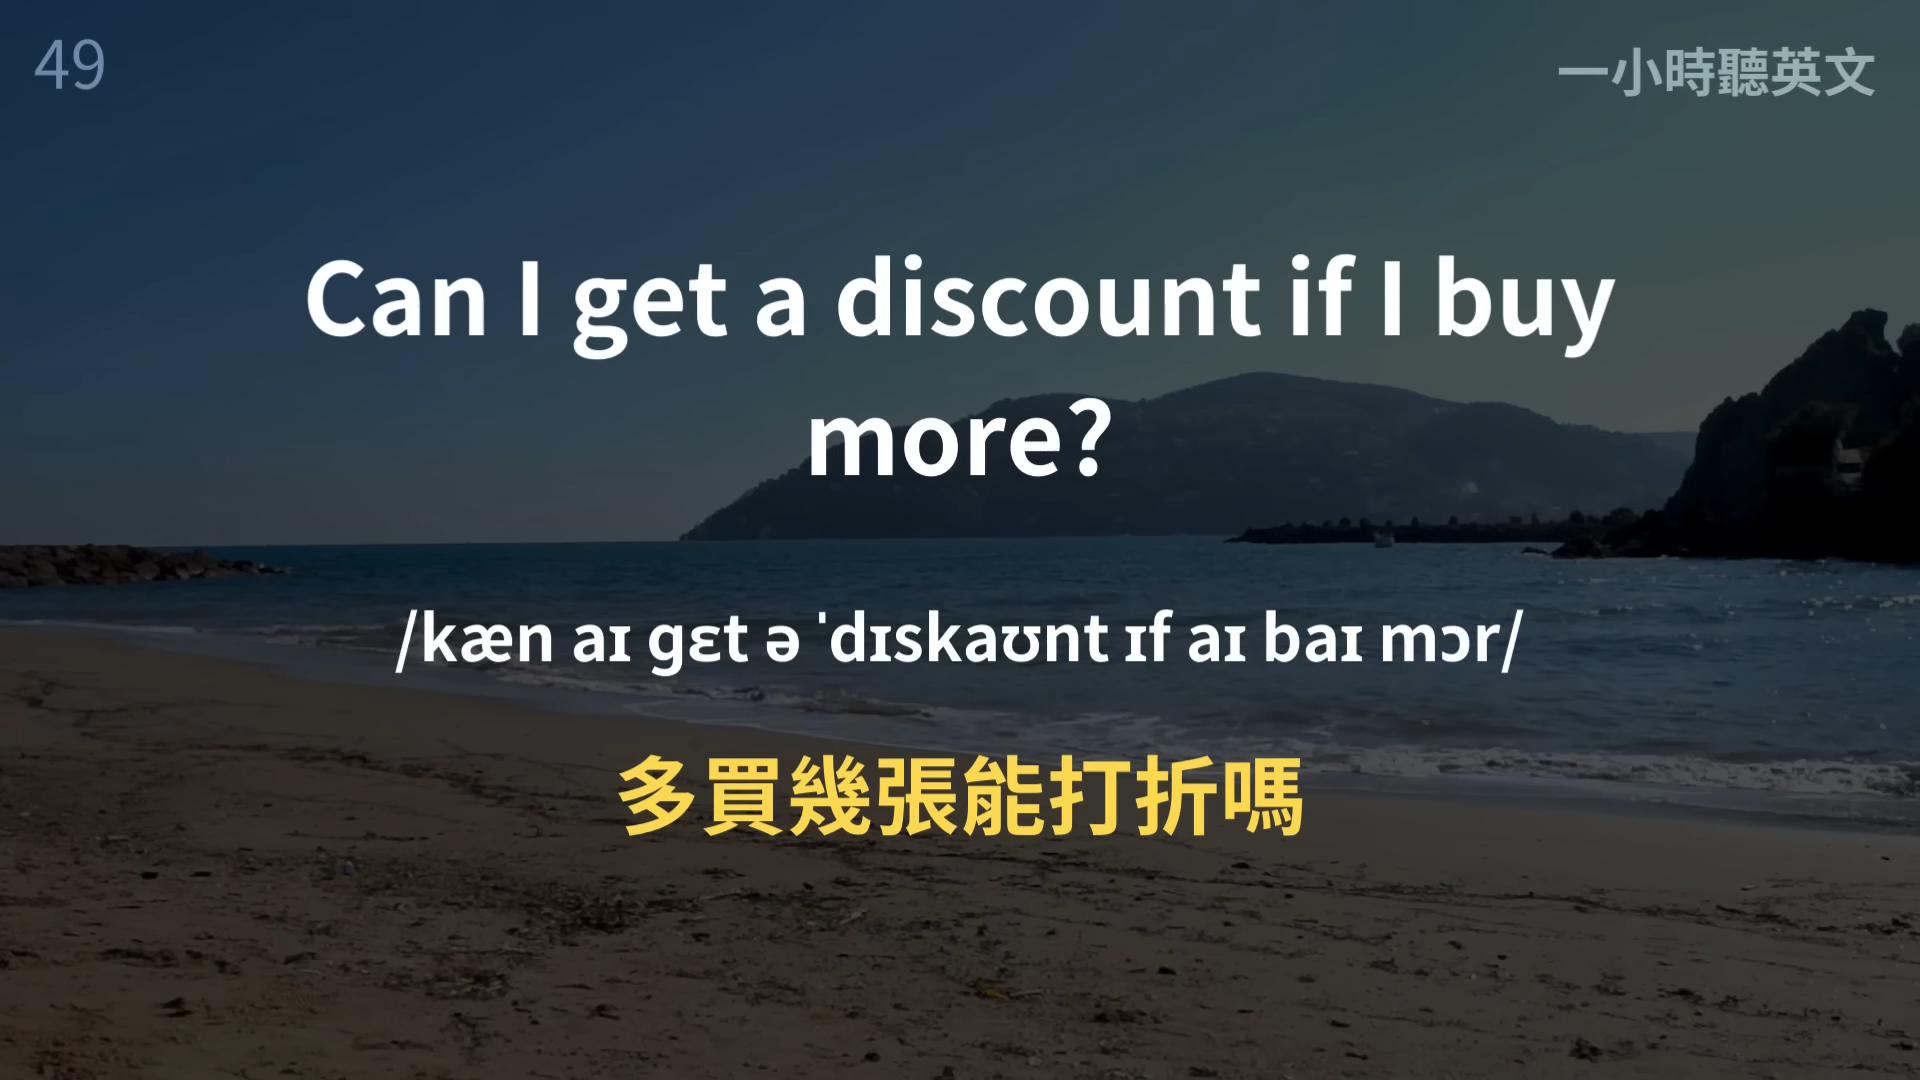 49
一小時聽英文
Can I get a discount if I buy
more?
/kæn aɪ ɡɛt ə ˈdɪskaʊnt ɪf aɪ baɪ mɔr/
多買幾張能打折嗎